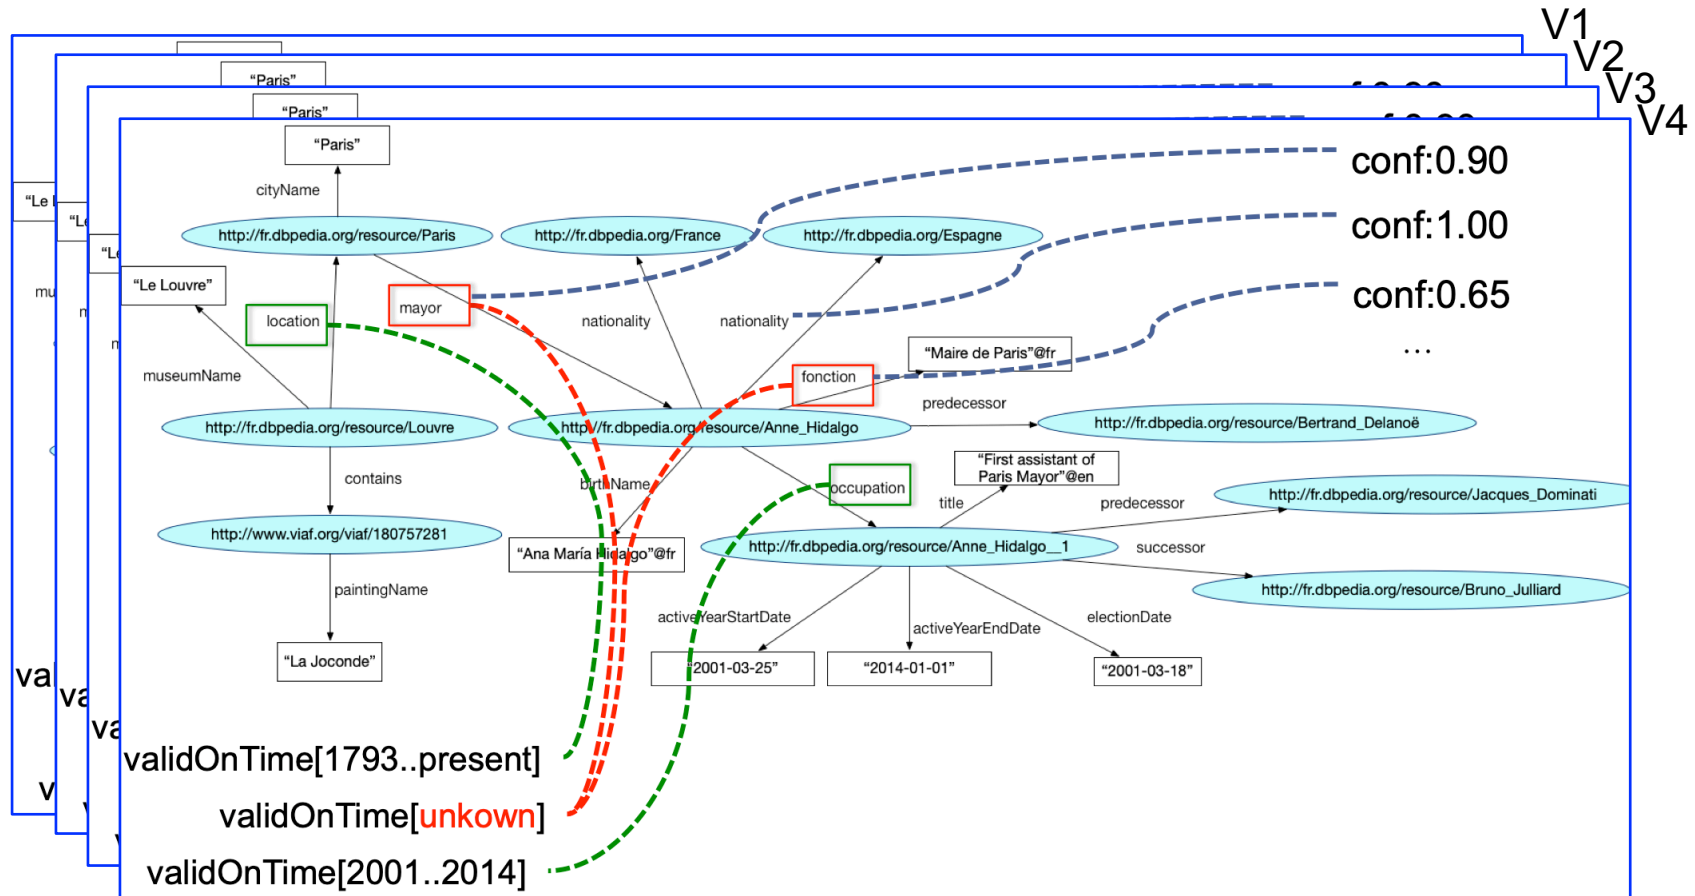 V1
V2
V3
V4
“Paris”
“Paris”
“Paris”
cityName
conf:0.90
conf:1.00
conf:0.65
...
http://fr.dbpedia.org/resource/Paris
http://fr.dbpedia.org/France
http://fr.dbpedia.org/Espagne
“Le Louvre”
location
mayor
nationality
nationality
museumName
“Maire de Paris”@fr
fonction
predecessor
http://fr.dbpedia.org/resource/Louvre
http://fr.dbpedia.org/resource/Anne_Hidalgo
http://fr.dbpedia.org/resource/Bertrand_Delanoë
contains
birthName
occupation
“First assistant of
Paris Mayor”@en
title
predecessor
http://fr.dbpedia.org/resource/Jacques_Dominati
http://www.viaf.org/viaf/180757281
“Ana María Hidalgo”@fr
http://fr.dbpedia.org/resource/Anne_Hidalgo__1
successor
http://fr.dbpedia.org/resource/Bruno_Julliard
paintingName
activeYearStartDate
activeYearEndDate
electionDate
“La Joconde”
“2001-03-25”
“2014-01-01”
“2001-03-18”
validOnTime[1793..present]
validOnTime[unkown]
validOnTime[2001..2014]